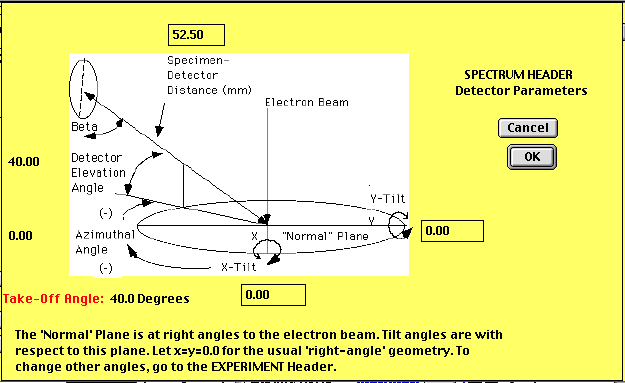 52.50
Specimen-
Detector
Distance (mm)
SPECTRUM HEADER
Detector Parameters
Electron Beam
Beta
Cancel
OK
40.00
Detector
Elevation
Angle
Y-Tilt
(-)
Y
0.00
Azimuthal
Angle
X
"Normal" Plane
0.00
(-)
X-Tilt
Take-Off Angle: 40.0 Degrees
0.00
The 'Normal' Plane is at right angles to the electron beam. Tilt angles are with
respect to this plane. Let x=y=0.0 for the usual 'right-angle' geometry. To
change other angles, go to the EXPERIMENT Header.